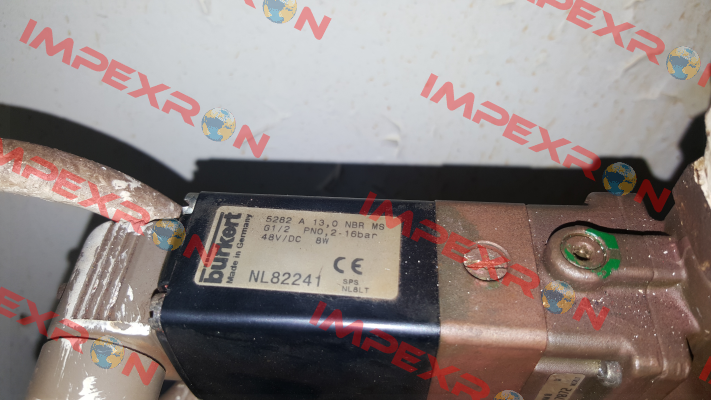 IMPEXRON
IMPEXRON
IMPEXRON
IMPEXRON
IMPEXRON
IMPEXRON
bürkert
Made in Germany
5282 A 13,0 NBR MS
G1/2 PN0,2-16bar
48V/DC 8W
NL82241
CE
SPS
NL8LT